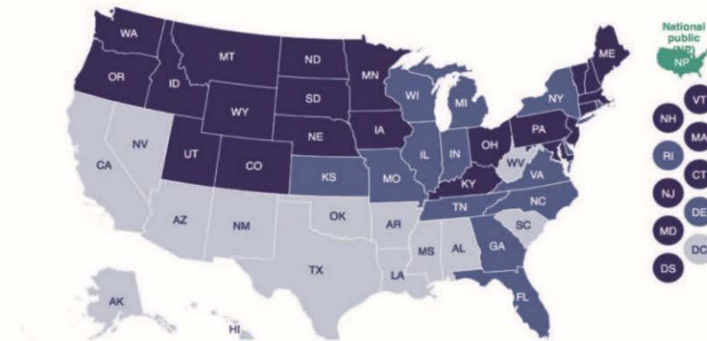 National
public
(NP)
NP
WA
MT
ND
MN
ME
OR
ID
SD
WI
MI
NY
VT
WY
NH
IA
PA
MA
NE
OH
NV
IL
IN
RI
UT
CO
WV
CA
KS
MO
VA
CT
KY
NJ
NC
TN
DE
OK
AZ
NM
AR
SC
MD
MS
AL
GA
DC
TX
LA
DS
FL
AK
HI